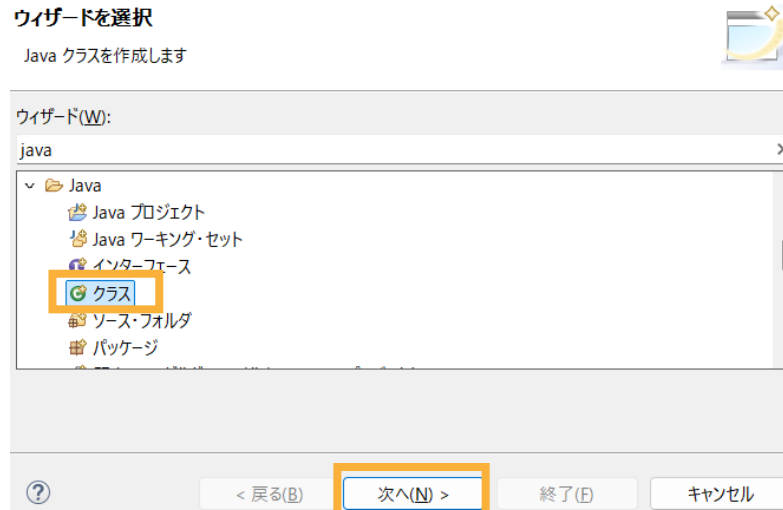 ウィザードを選択
Java クラスを作成します
ウィザード(W):
java
Java
Java プロジェクト
Java ワーキング・セット
インターフェース
クラス
ソース・フォルダ
パッケージ
< 戻る(B)
次へ(N) >
終了(F)
キャンセル